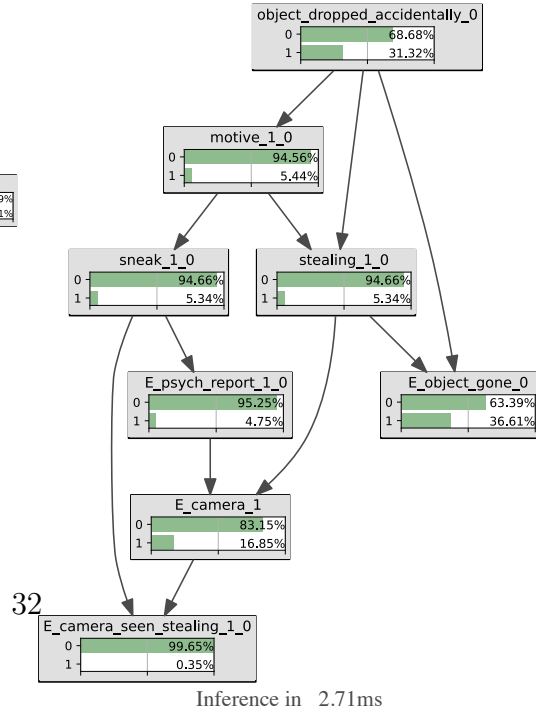 object_dropped_accidentally_0
0 68.68%
1 31.32%
motive_1_0
0 94.56%
1 5.44%
9%
1%
sneak_1_0
0 94.66%
1 5.34%
stealing_1_0
0 94.66%
1 5.34%
E_psych_report_1_0
0 95.25%
1 4.75%
E_object_gone_0
0 63.39%
1 36.61%
E_camera_1
0 83.15%
1 16.85%
32
E_camera_seen_stealing_1_0
0 99.65%
1 0.35%
Inference in 2.71ms